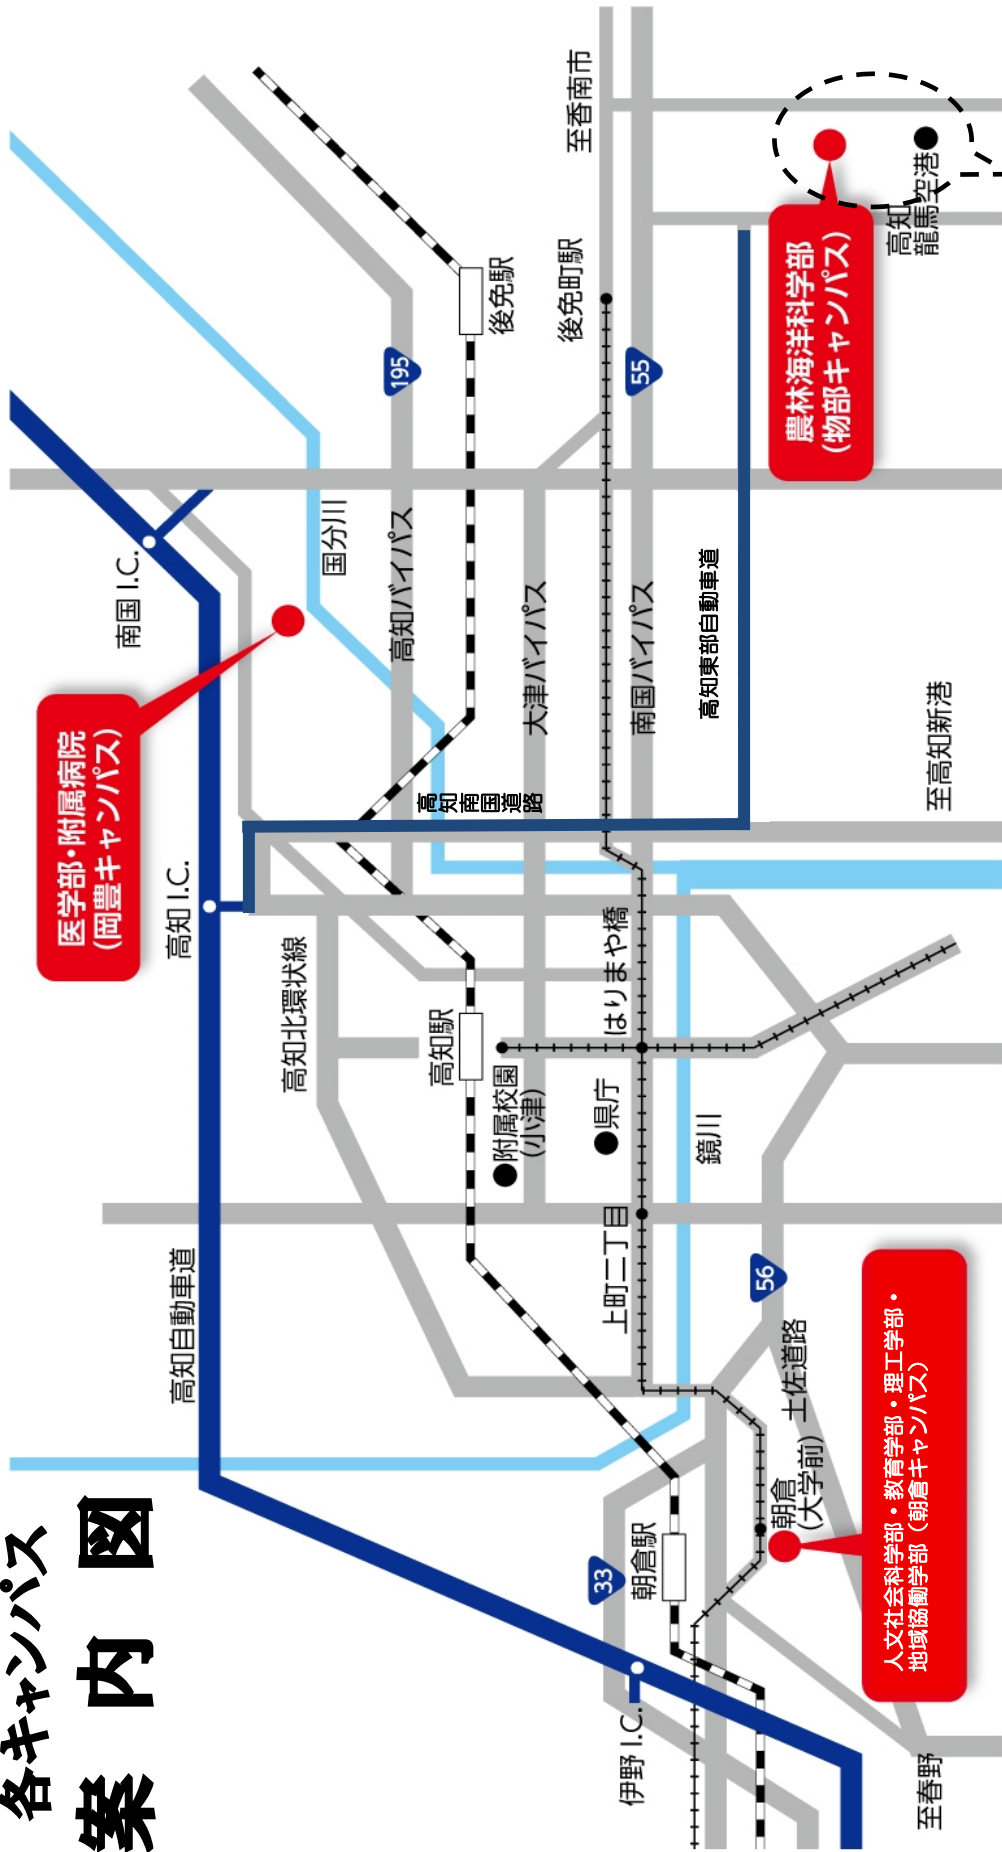 各キャンパス
案内図
医学部・附属病院
(岡豊キャンパス)
南国 I.C.
高知 I.C.
高知自動車道
国分川
高知北環状線
195
高知バイパス
後免駅
高知南国道路
高知駅
附属校園
(小津)
大津バイパス
至香南市
後免町駅
はりまや橋
県庁
上町二丁目
55
南国バイパス
高知東部自動車道
鏡川
農林海洋科学部
(物部キャンパス)
高知
龍馬空港
至高知新港
56
土佐道路
33
朝倉駅
朝倉
(大学前)
伊野 I.C.
人文社会科学部・教育学部・理工学部・
地域協働学部(朝倉キャンパス)
至春野